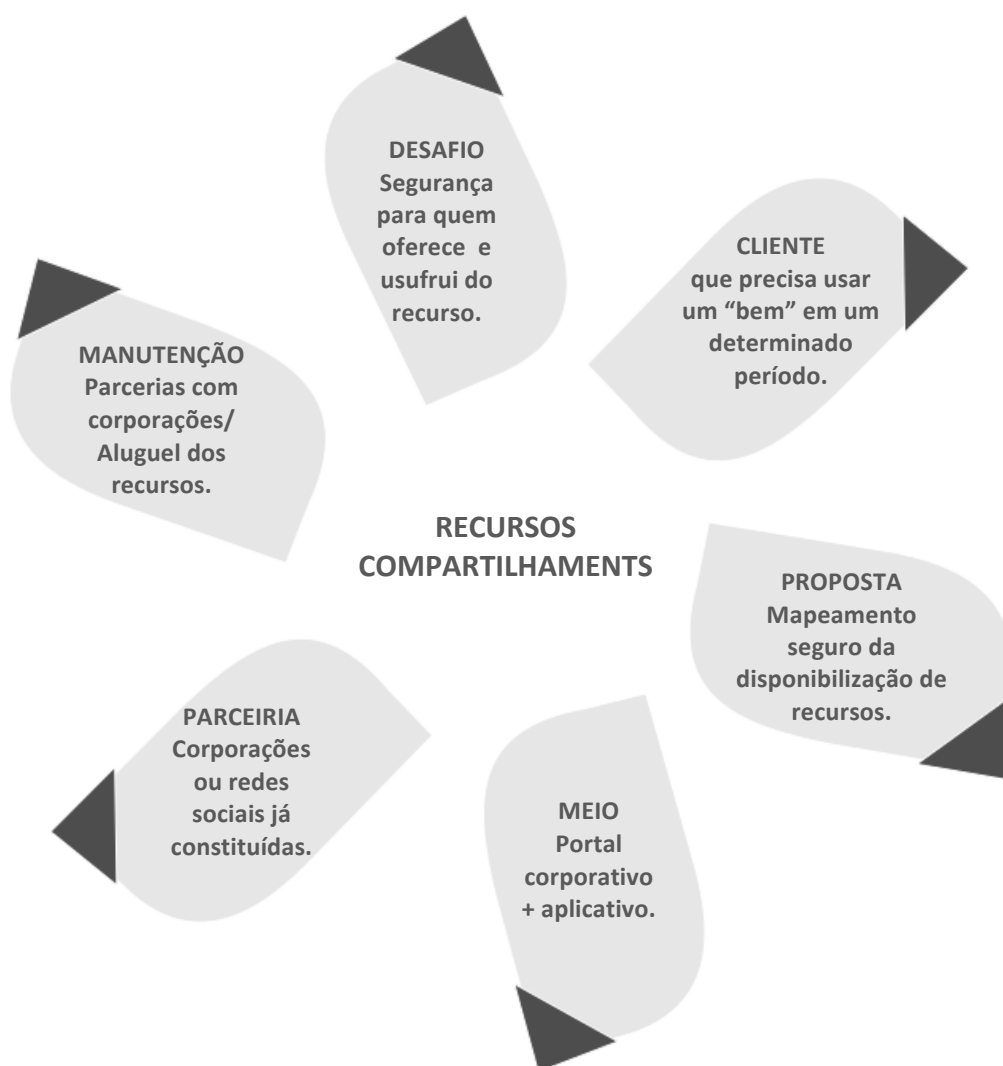 DESAFIO
Segurança
para quem
oferece e
usufrui do
recurso.
CLIENTE
que precisa usar
um “bem” em um
determinado
período.
MANUTENÇÃO
Parcerias com
corporações/
Aluguel dos
recursos.
RECURSOS
COMPARTILHAMENTS
PROPOSTA
Mapeamento
seguro da
disponibilização de
recursos.
PARCEIRIA
Corporações
ou redes
sociais já
constituídas.
MEIO
Portal
corporativo
+ aplicativo.